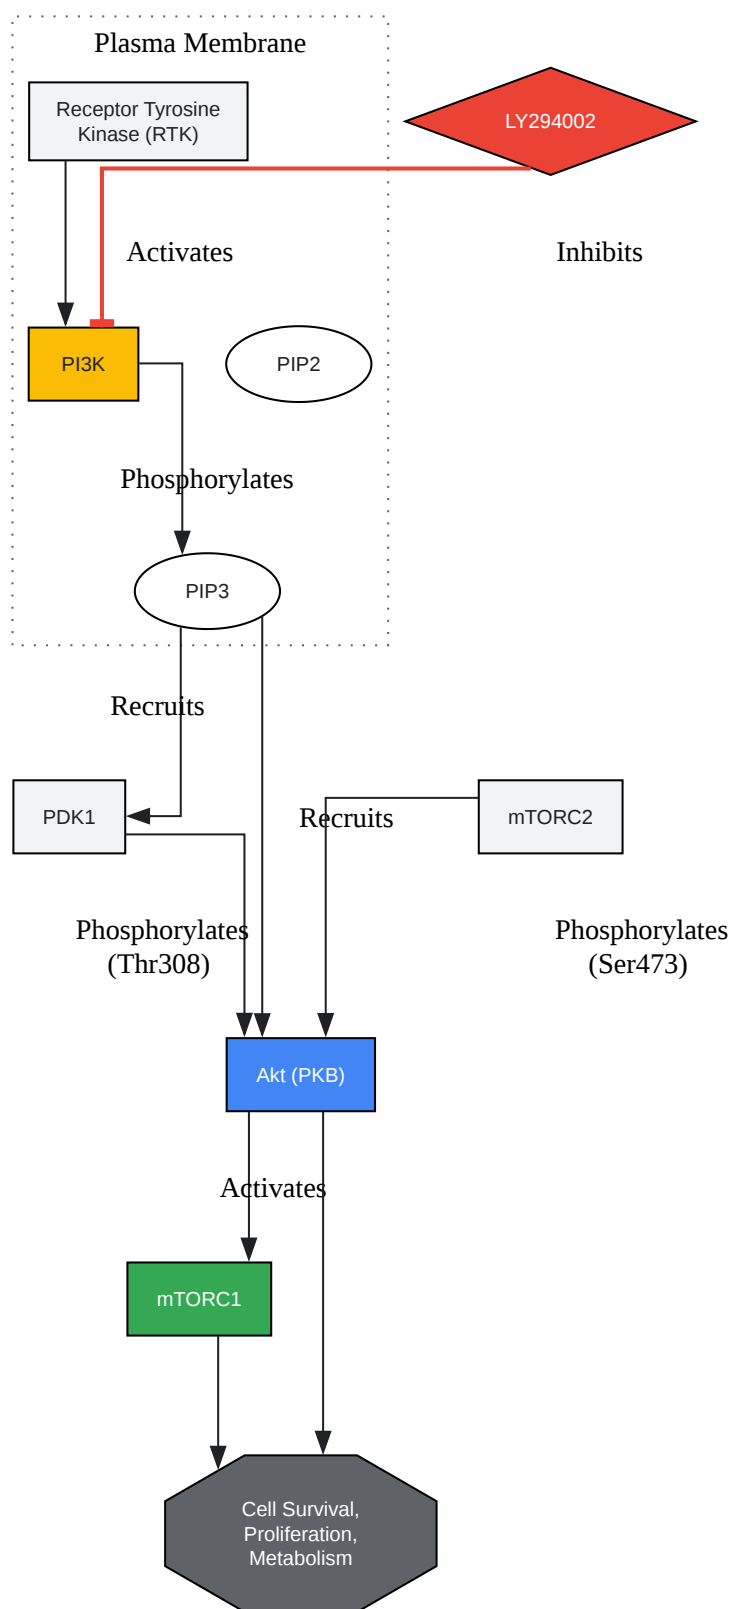 Plasma Membrane
Receptor Tyrosine
Kinase (RTK)
LY294002
Activates
Inhibits
PI3K
PIP2
Phosphorylates
PIP3
Recruits
PDK1
Recruits
mTORC2
Phosphorylates
(Thr308)
Phosphorylates
(Ser473)
Akt (PKB)
Activates
mTORC1
Cell Survival,
Proliferation,
Metabolism